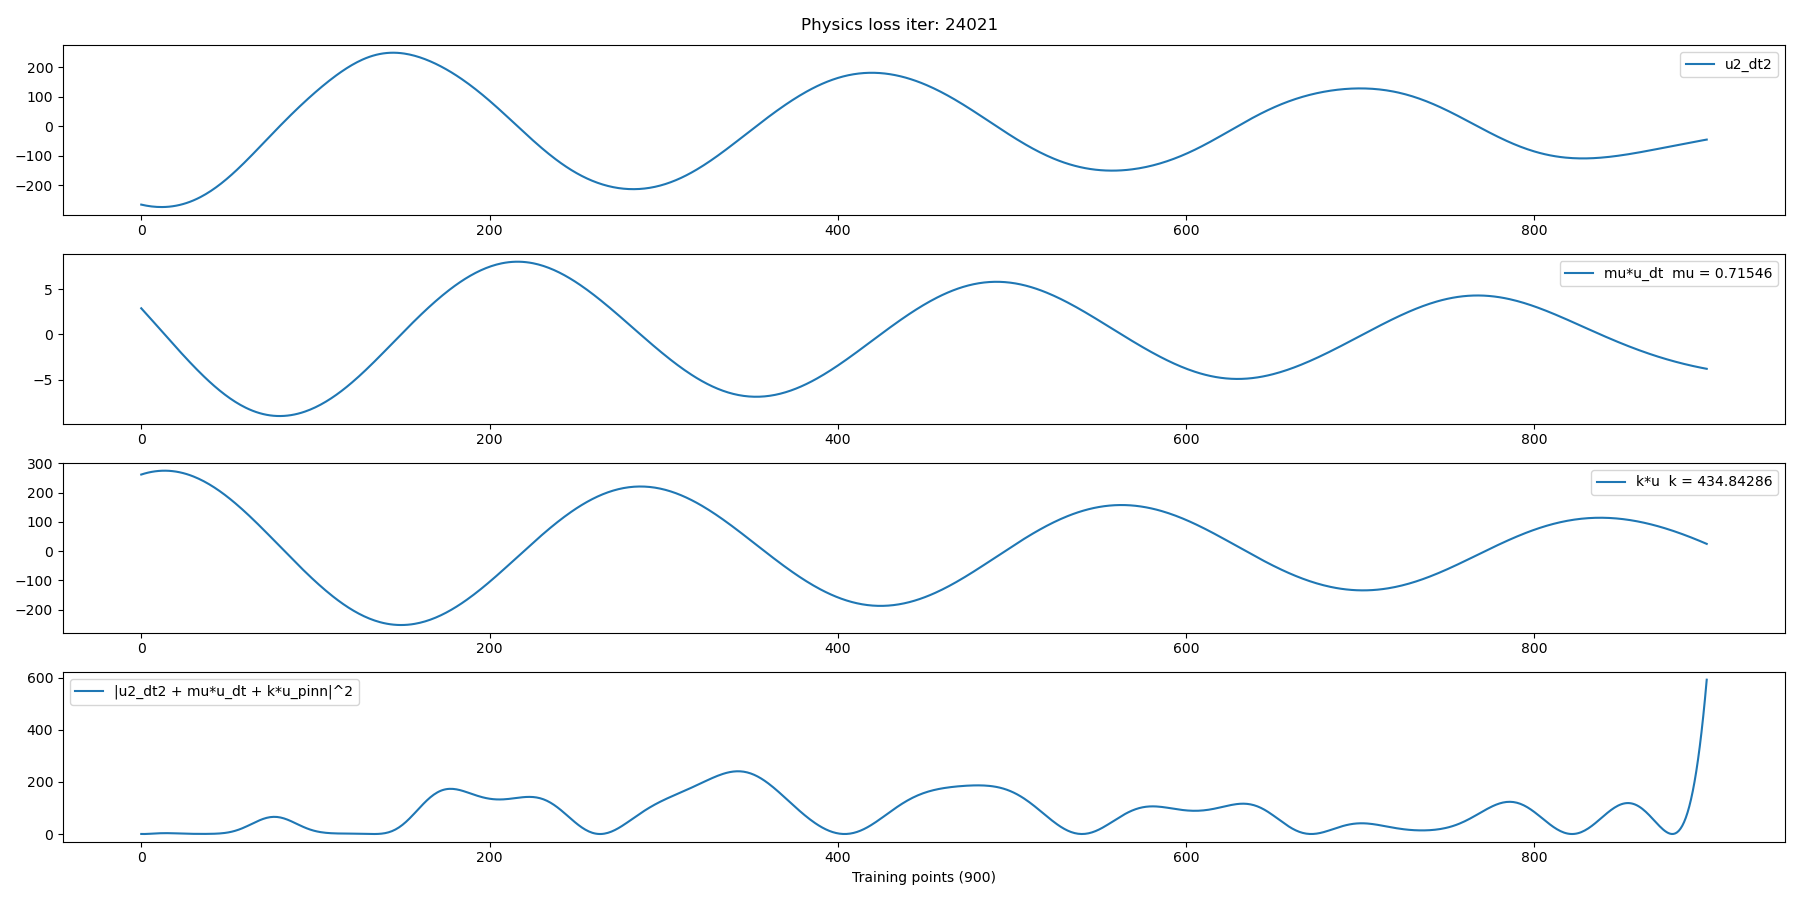 Physics loss iter: 24021
200
100
0
−100
−200
u2_dt2
0 200 400 600 800
5
0
−5
mu*u_dt  mu = 0.71546
0 200 400 600 800
300
200
100
0
−100
−200
k*u  k = 434.84286
0 200 400 600 800
600
400
200
0
|u2_dt2 + mu*u_dt + k*u_pinn|^2
0 200 400 600 800
Training points (900)